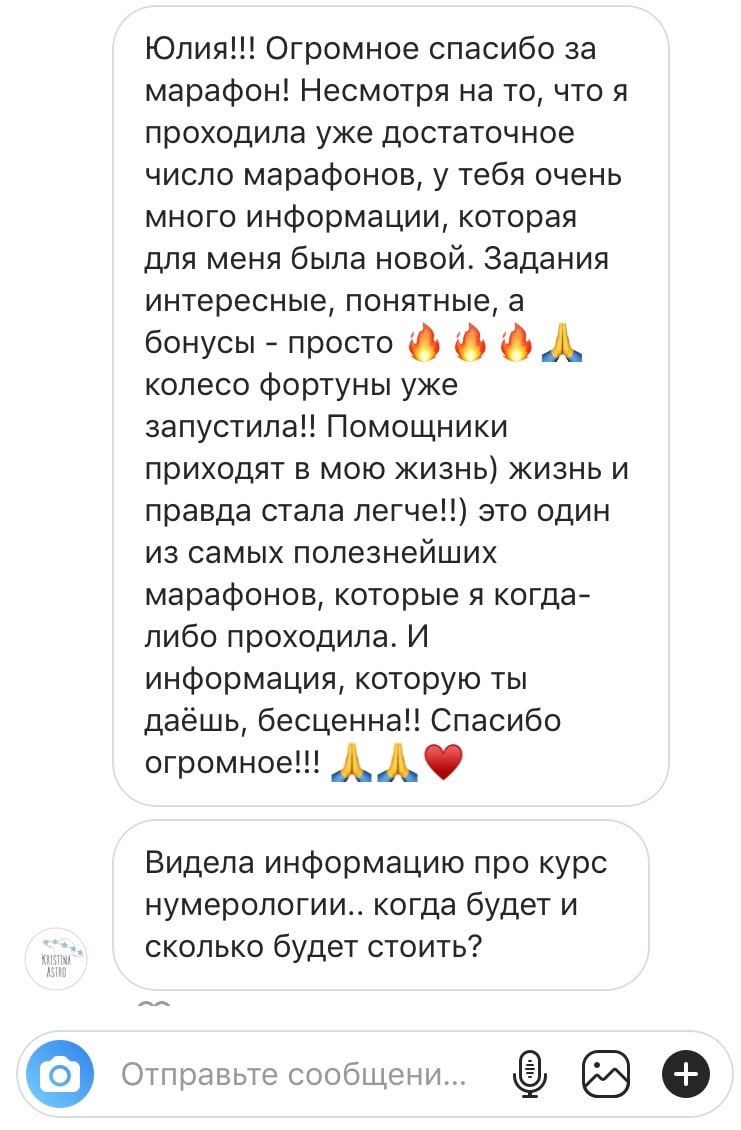 Юлия!!! Огромное спасибо за
марафон! Несмотря на то, что я
проходила уже достаточное
число марафонов, у тебя очень
много информации, которая
для меня была новой. Задания
интересные, понятные, а
бонусы - просто 🔥🔥🔥🙏
колесо фортуны уже
запустила!! Помощники
приходят в мою жизнь) жизнь и
правда стала легче!!) это один
из самых полезнейших
марафонов, которые я когда-
либо проходила. И
информация, которую ты
даёшь, бесценна!! Спасибо
огромное!!! 🙏🙏♥️
Видела информацию про курс
нумерологии.. когда будет и
сколько будет стоить?
KRISTINA
ASTRO
Отправьте сообщени...